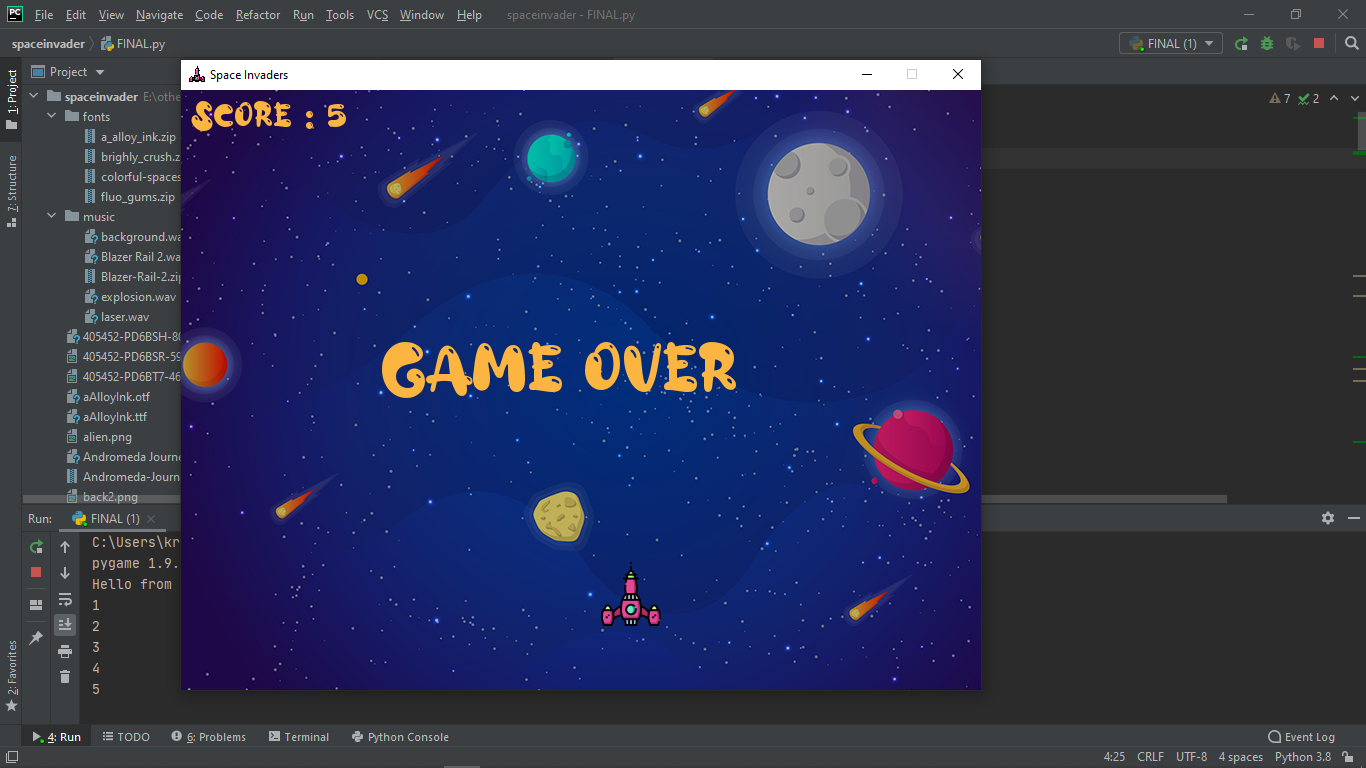 PC File Edit View Navigate Code Refactor Run Tools VCS Window Help spaceinvader - FINAL.py
spaceinvader FINAL.py FINAL (1)
1: Project
7: Structure
2: Favorites
Project
spaceinvader E:\othe
fonts
a_alloy_ink.zip
brighly_crush.z
colorful-spaces
fluo_gums.zip
music
background.wa
Blazer Rail 2.wa
Blazer-Rail-2.zip
explosion.wav
laser.wav
405452-PD6BSH-80
405452-PD6BSR-59
405452-PD6BT7-46
aAlloyInk.otf
aAlloyInk.ttf
alien.png
Andromeda Journe
Andromeda-Journ
back2.png
Space Invaders
SCORE : 5
GAME OVER
7 2
Run: FINAL (1)
C:\Users\kr
pygame 1.9.
Hello from
1
2
3
4
5
4: Run TODO 6: Problems Terminal Python Console Event Log
4:25 CRLF UTF-8 4 spaces Python 3.8